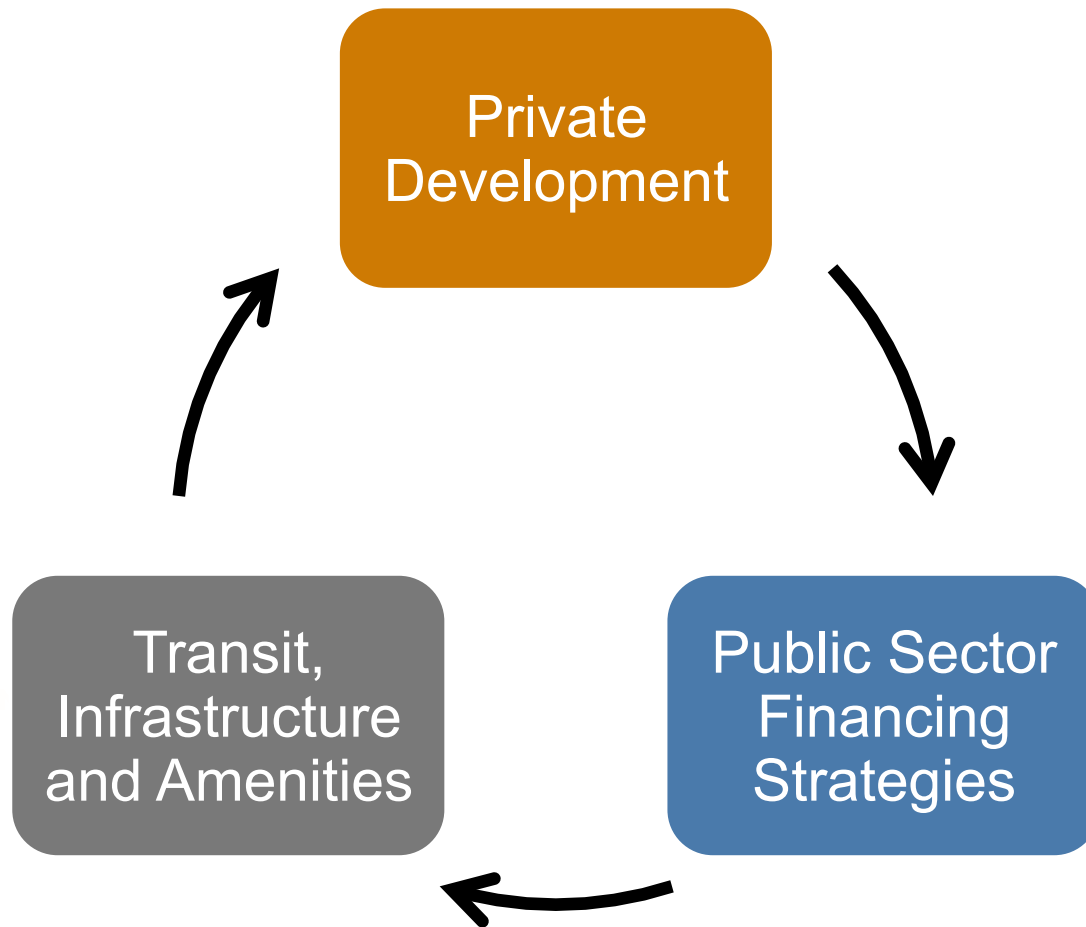 Private
Development
Transit,
Infrastructure
and Amenities
Public Sector
Financing
Strategies